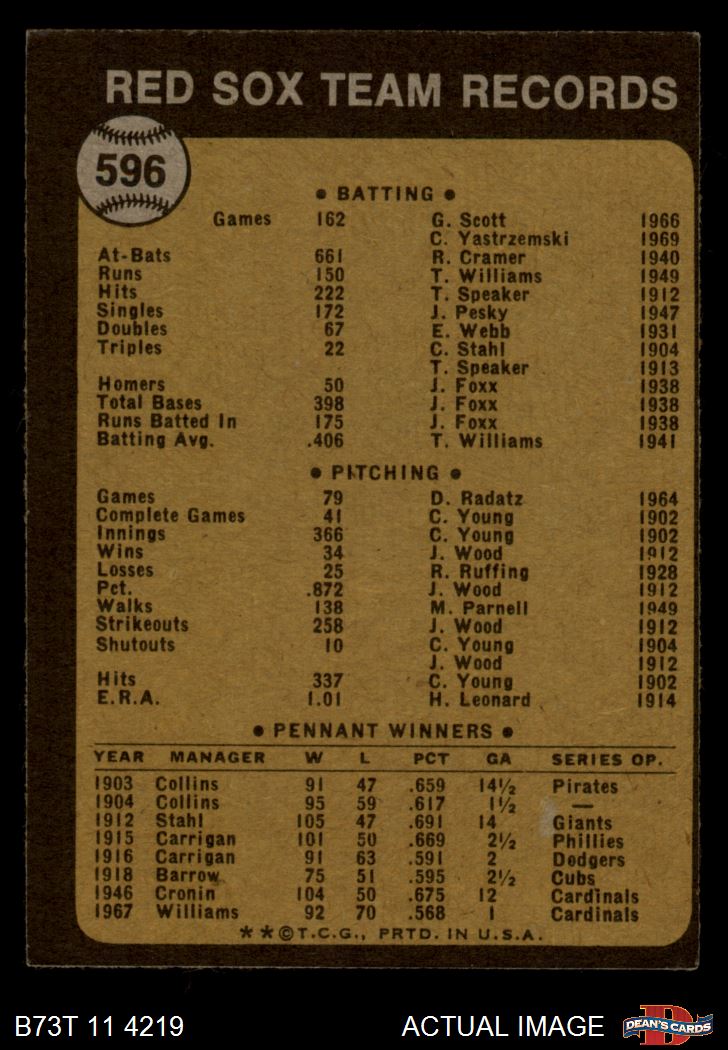 RED SOX TEAM RECORDS
596
• BATTING •
Games 162 G. Scott 1966
C. Yastrzemski 1969
At-Bats 661 R. Cramer 1940
Runs 150 T. Williams 1949
Hits 222 T. Speaker 1912
Singles 172 J. Pesky 1947
Doubles 67 E. Webb 1931
Triples 22 C. Stahl 1904
T. Speaker 1913
Homers 50 J. Foxx 1938
Total Bases 398 J. Foxx 1938
Runs Batted In 175 J. Foxx 1938
Batting Avg. .406 T. Williams 1941
• PITCHING •
Games 79 D. Radatz 1964
Complete Games 41 C. Young 1902
Innings 366 C. Young 1902
Wins 34 J. Wood 1912
Losses 25 R. Ruffing 1928
Pct. .872 J. Wood 1912
Walks 138 M. Parnell 1949
Strikeouts 258 J. Wood 1912
Shutouts 10 C. Young 1904
J. Wood 1912
Hits 337 C. Young 1902
E.R.A. 1.01 H. Leonard 1914
• PENNANT WINNERS •
YEAR MANAGER W L PCT GA SERIES OP.
1903 Collins 91 47 .659 14½ Pirates
1904 Collins 95 59 .617 1½ —
1912 Stahl 105 47 .691 14 Giants
1915 Carrigan 101 50 .669 2½ Phillies
1916 Carrigan 91 63 .591 2 Dodgers
1918 Barrow 75 51 .595 2½ Cubs
1946 Cronin 104 50 .675 12 Cardinals
1967 Williams 92 70 .568 1 Cardinals
**©T.C.G., PRTD. IN U.S.A.
B73T 11 4219 ACTUAL IMAGE DEAN'S CARDS